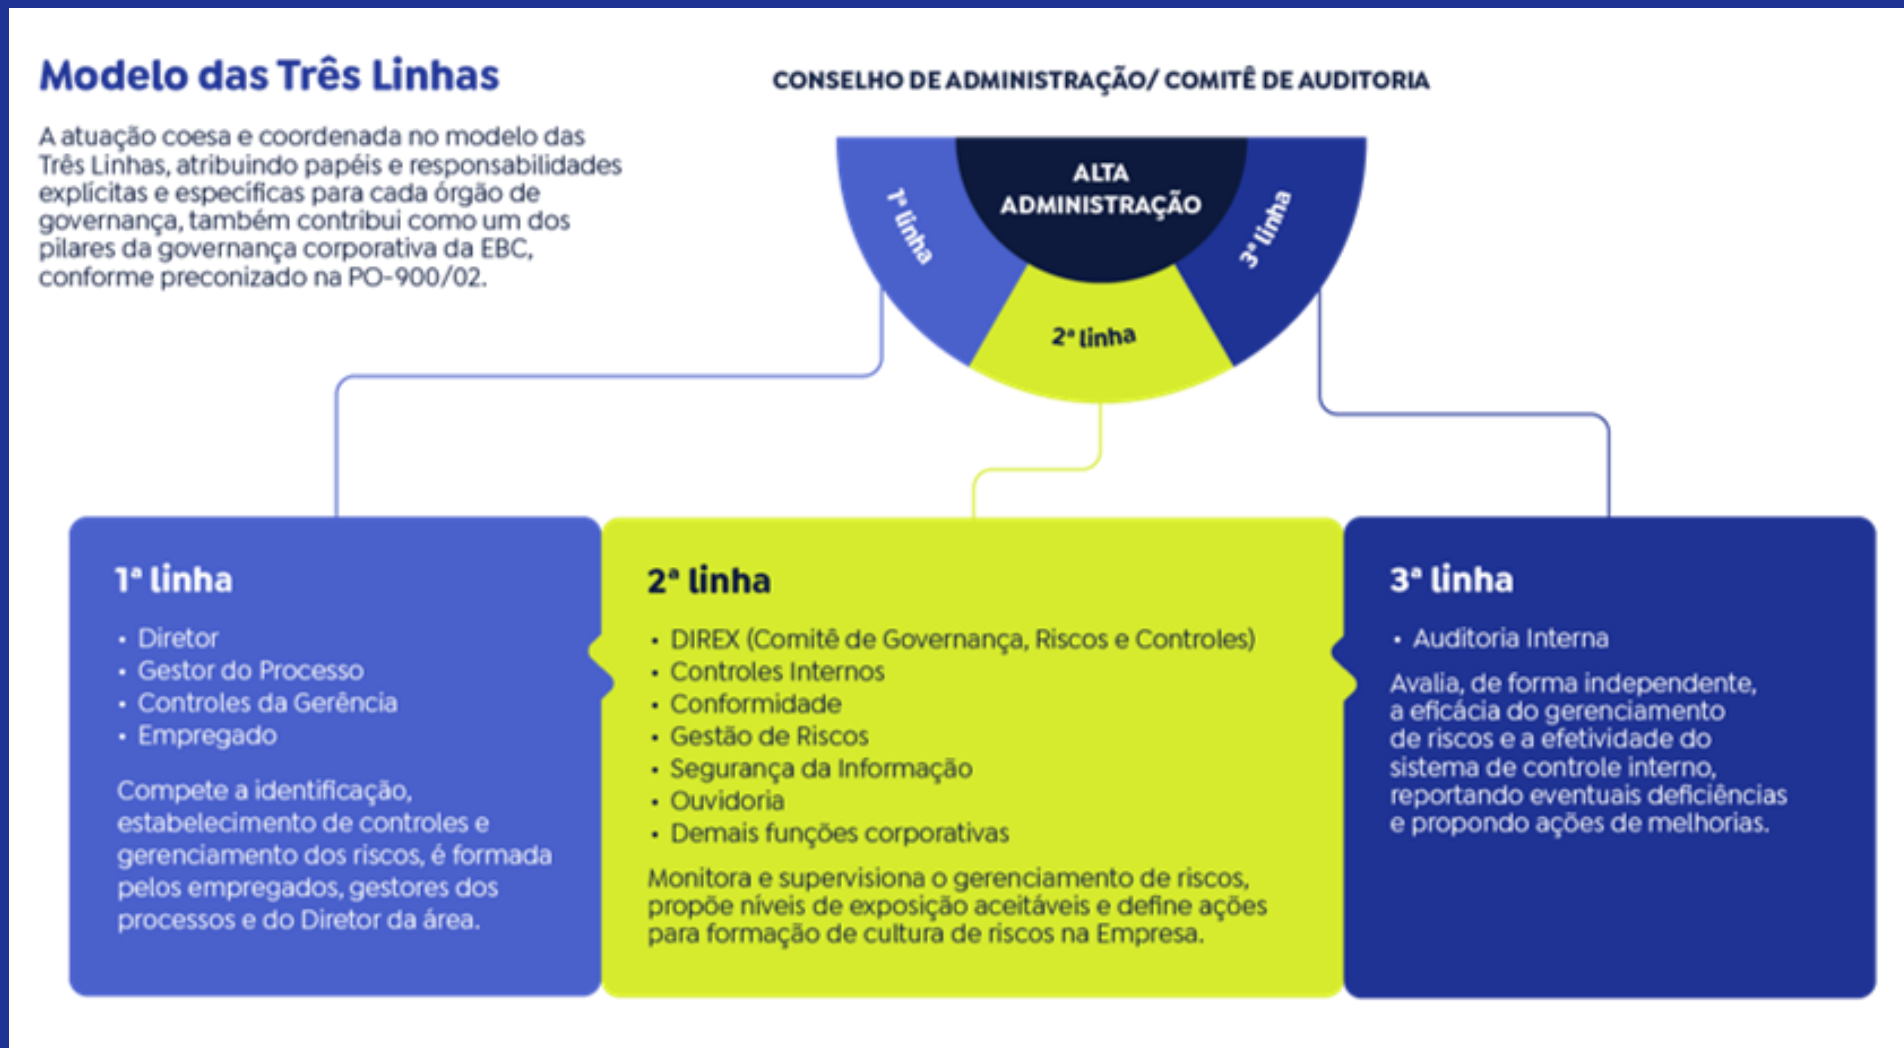 Modelo das Três Linhas
A atuação coesa e coordenada no modelo das
Três Linhas, atribuindo papéis e responsabilidades
explícitas e específicas para cada órgão de
governança, também contribui como um dos
pilares da governança corporativa da EBC,
conforme preconizado na PO-900/02.
CONSELHO DE ADMINISTRAÇÃO/ COMITÊ DE AUDITORIA
ALTA
ADMINISTRAÇÃO
1ª linha
2ª linha
3ª linha
1ª linha
• Diretor
• Gestor do Processo
• Controles da Gerência
• Empregado
Compete a identificação,
estabelecimento de controles e
gerenciamento dos riscos, é formada
pelos empregados, gestores dos
processos e do Diretor da área.
2ª linha
• DIREX (Comitê de Governança, Riscos e Controles)
• Controles Internos
• Conformidade
• Gestão de Riscos
• Segurança da Informação
• Ouvidoria
• Demais funções corporativas
Monitora e supervisiona o gerenciamento de riscos,
propõe níveis de exposição aceitáveis e define ações
para formação de cultura de riscos na Empresa.
3ª linha
• Auditoria Interna
Avalia, de forma independente,
a eficácia do gerenciamento
de riscos e a efetividade do
sistema de controle interno,
reportando eventuais deficiências
e propondo ações de melhorias.